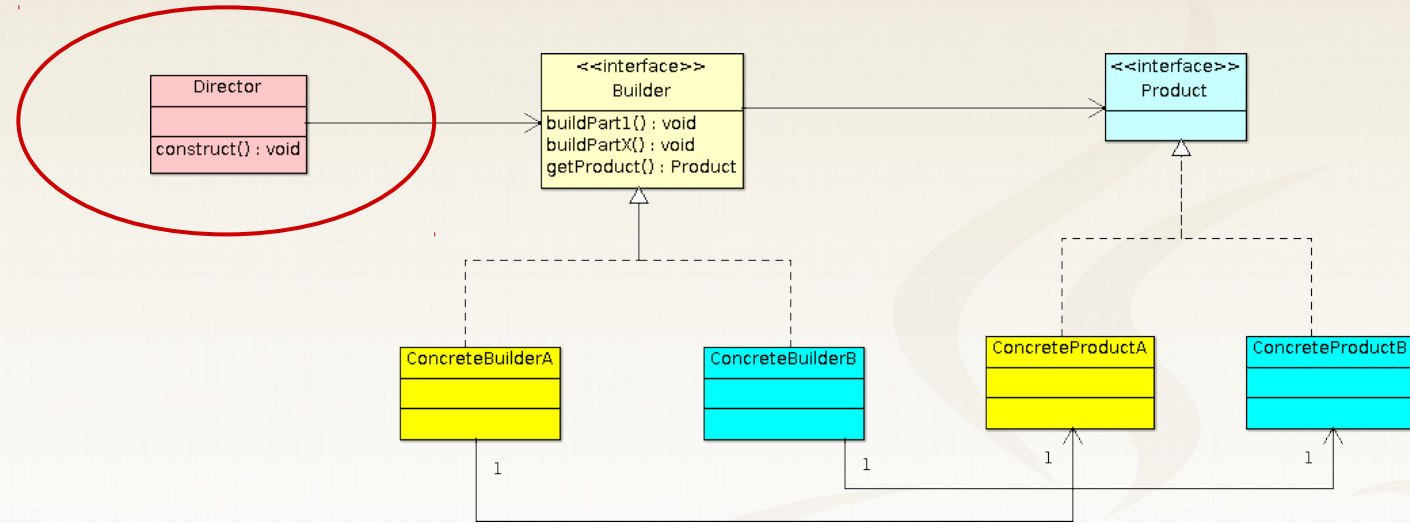 Director
construct() : void
<<interface>>
Builder
buildPart1() : void
buildPartX() : void
getProduct() : Product
<<interface>>
Product
ConcreteBuilderA
ConcreteBuilderB
ConcreteProductA
ConcreteProductB
1
1
1
1